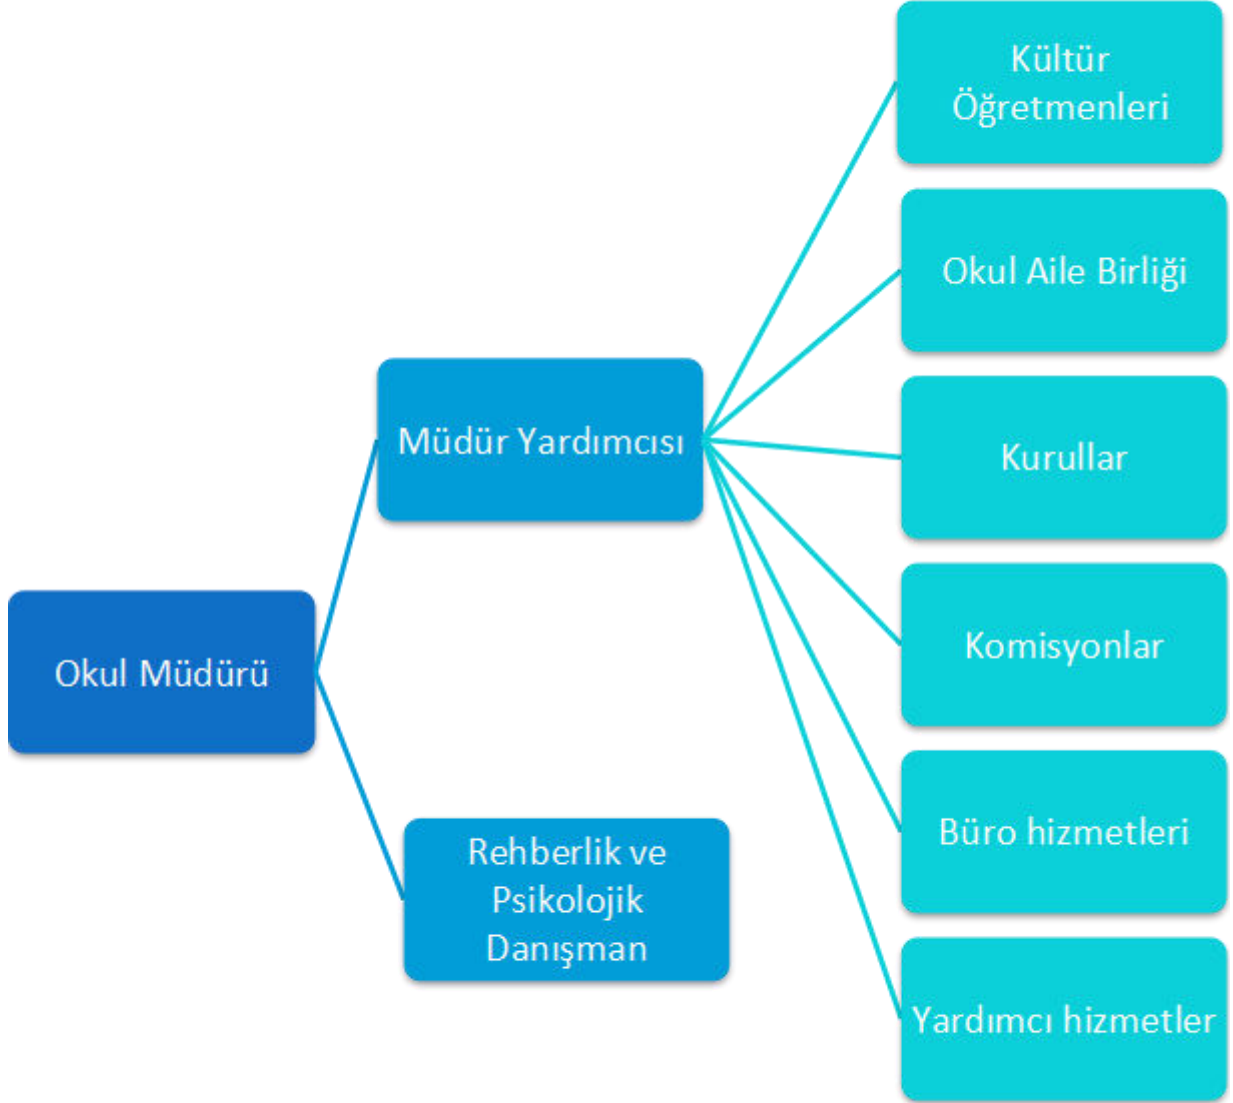 Okul Müdürü
Müdür Yardımcısı
Rehberlik ve
Psikolojik
Danışman
Kültür
Öğretmenleri
Okul Aile Birliği
Kurullar
Komisyonlar
Büro hizmetleri
Yardımcı hizmetler